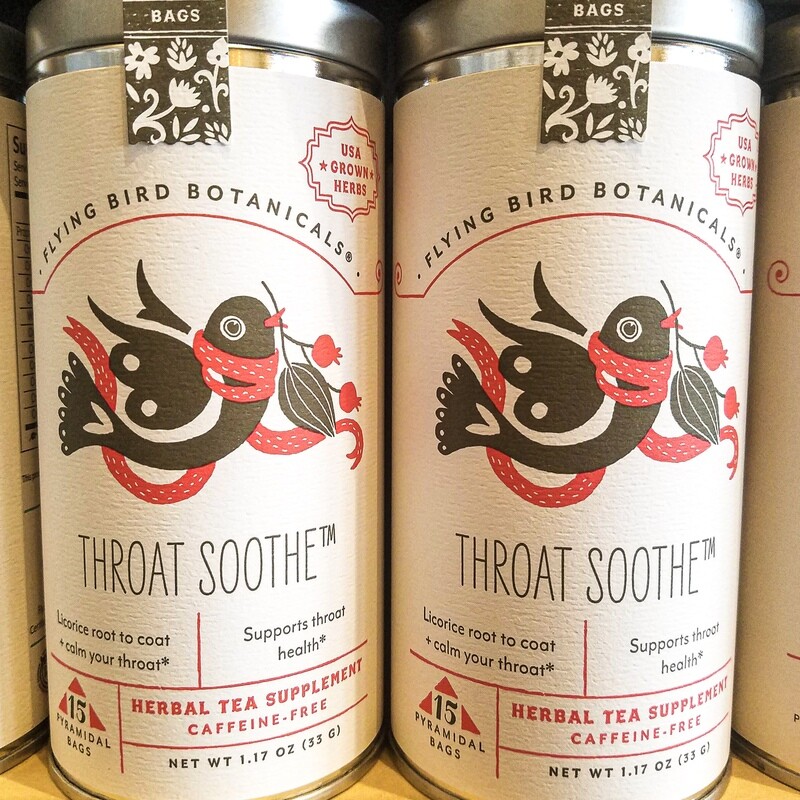 BAGS
USA
GROWN
HERBS
FLYING BIRD BOTANICALS®
THROAT SOOTHE™
Licorice root to coat
+ calm your throat*
Supports throat
health*
15
PYRAMIDAL
BAGS
HERBAL TEA SUPPLEMENT
CAFFEINE-FREE
NET WT 1.17 OZ (33 G)
BAGS
USA
GROWN
HERBS
FLYING BIRD BOTANICALS®
THROAT SOOTHE™
Licorice root to coat
+ calm your throat*
Supports throat
health*
15
PYRAMIDAL
BAGS
HERBAL TEA SUPPLEMENT
CAFFEINE-FREE
NET WT 1.17 OZ (33 G)